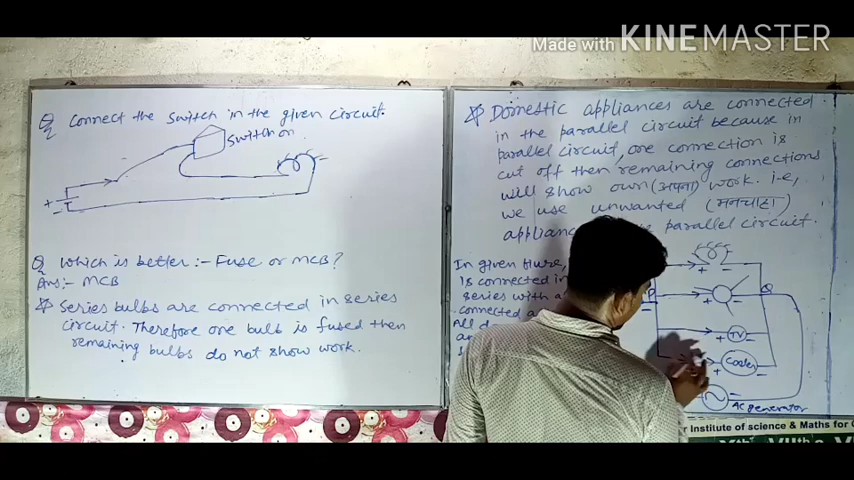 Made with KINEMASTER
Q Connect the switch in the given circuit.
Switch on
+
-
Q Which is better:- Fuse or MCB?
Ans:- MCB
* Series bulbs are connected in series
circuit. Therefore one bulb is fused then
remaining bulbs do not show work.
* Domestic appliances are connected
in the parallel circuit because in
parallel circuit, one connection is
cut off then remaining connections
will show own (अपना) work. i.e,
we use unwanted (मनचाहा)
parallel circuit.
In given
is connected in
series with a
connected
All
+ -
P + - Q
+ TV -
Cooler
+ -
AC generator
Institute of science & Maths for
Xth VIIth